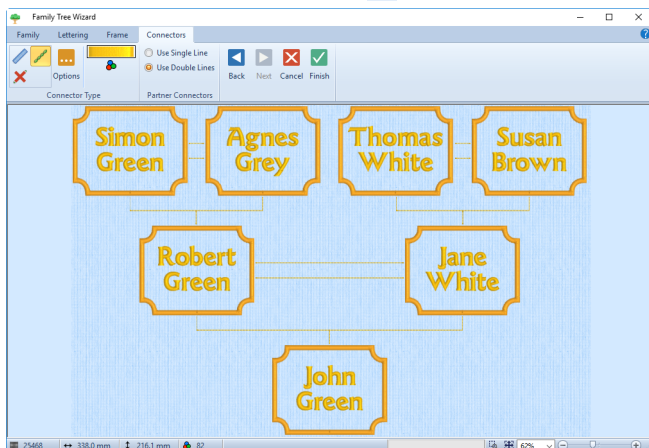 Family Tree Wizard
Family Lettering Frame Connectors
Options
Use Single Line
Use Double Lines
Back Next Cancel Finish
Connector Type Partner Connectors
Simon
Green
Agnes
Grey
Thomas
White
Susan
Brown
Robert
Green
Jane
White
John
Green
25468 338.0 mm 216.1 mm 82 62%